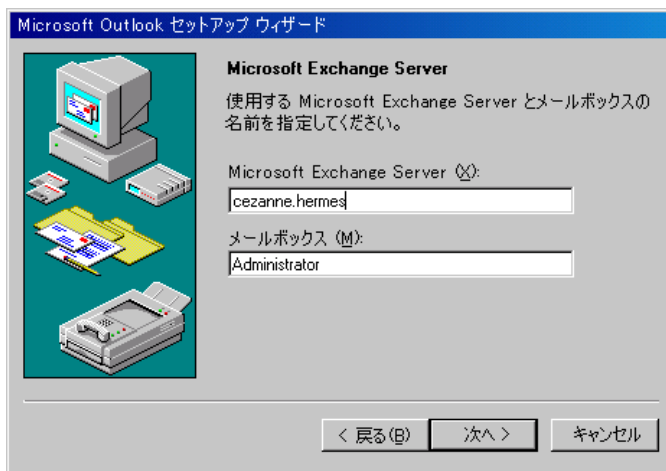 Microsoft Outlook セットアップ ウィザード
Microsoft Exchange Server
使用する Microsoft Exchange Server とメールボックスの
名前を指定してください。
Microsoft Exchange Server (X):
cezanne.hermes
メールボックス (M):
Administrator
< 戻る(B) 次へ > キャンセル